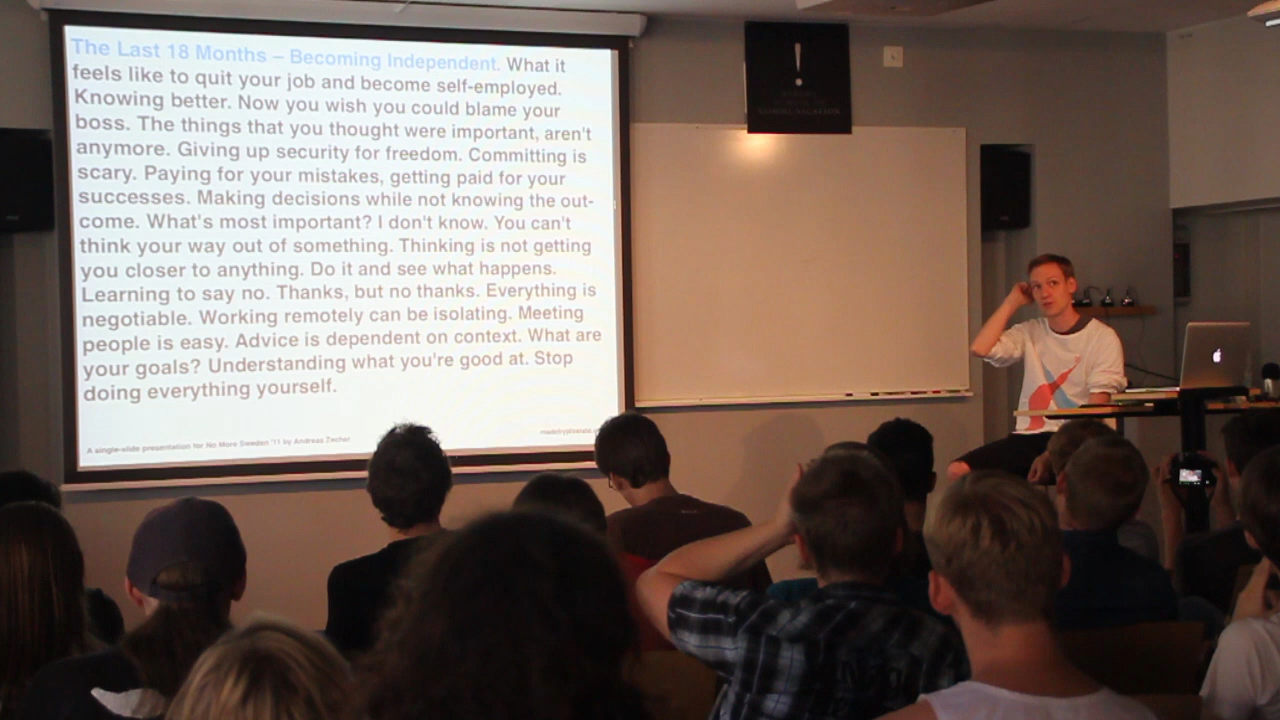 The Last 18 Months – Becoming Independent. What it
feels like to quit your job and become self-employed.
Knowing better. Now you wish you could blame your
boss. The things that you thought were important, aren't
anymore. Giving up security for freedom. Committing is
scary. Paying for your mistakes, getting paid for your
successes. Making decisions while not knowing the out-
come. What's most important? I don't know. You can't
think your way out of something. Thinking is not getting
you closer to anything. Do it and see what happens.
Learning to say no. Thanks, but no thanks. Everything is
negotiable. Working remotely can be isolating. Meeting
people is easy. Advice is dependent on context. What are
your goals? Understanding what you're good at. Stop
doing everything yourself.
A single-slide presentation for No More Sweden '11 by Andreas Zecher